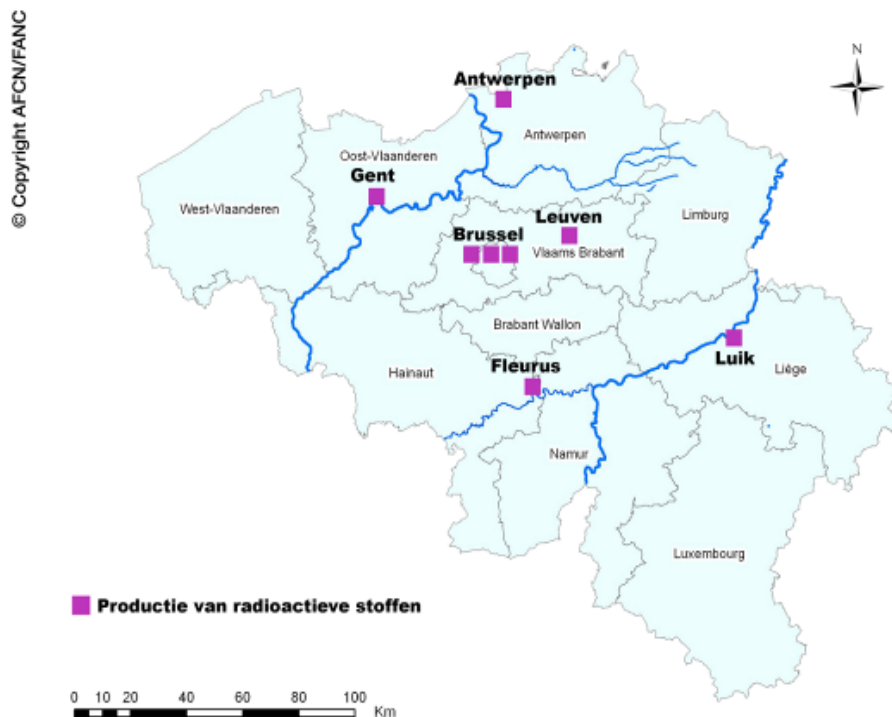 © Copyright AFCN/FANC
N
Antwerpen
Antwerpen
Oost-Vlaanderen
Gent
West-Vlaanderen
Limburg
Leuven
Brussel
Vlaams Brabant
Brabant Wallon
Hainaut
Fleurus
Luik
Liège
Namur
Luxembourg
Productie van radioactieve stoffen
0 10 20 40 60 80 100
Km